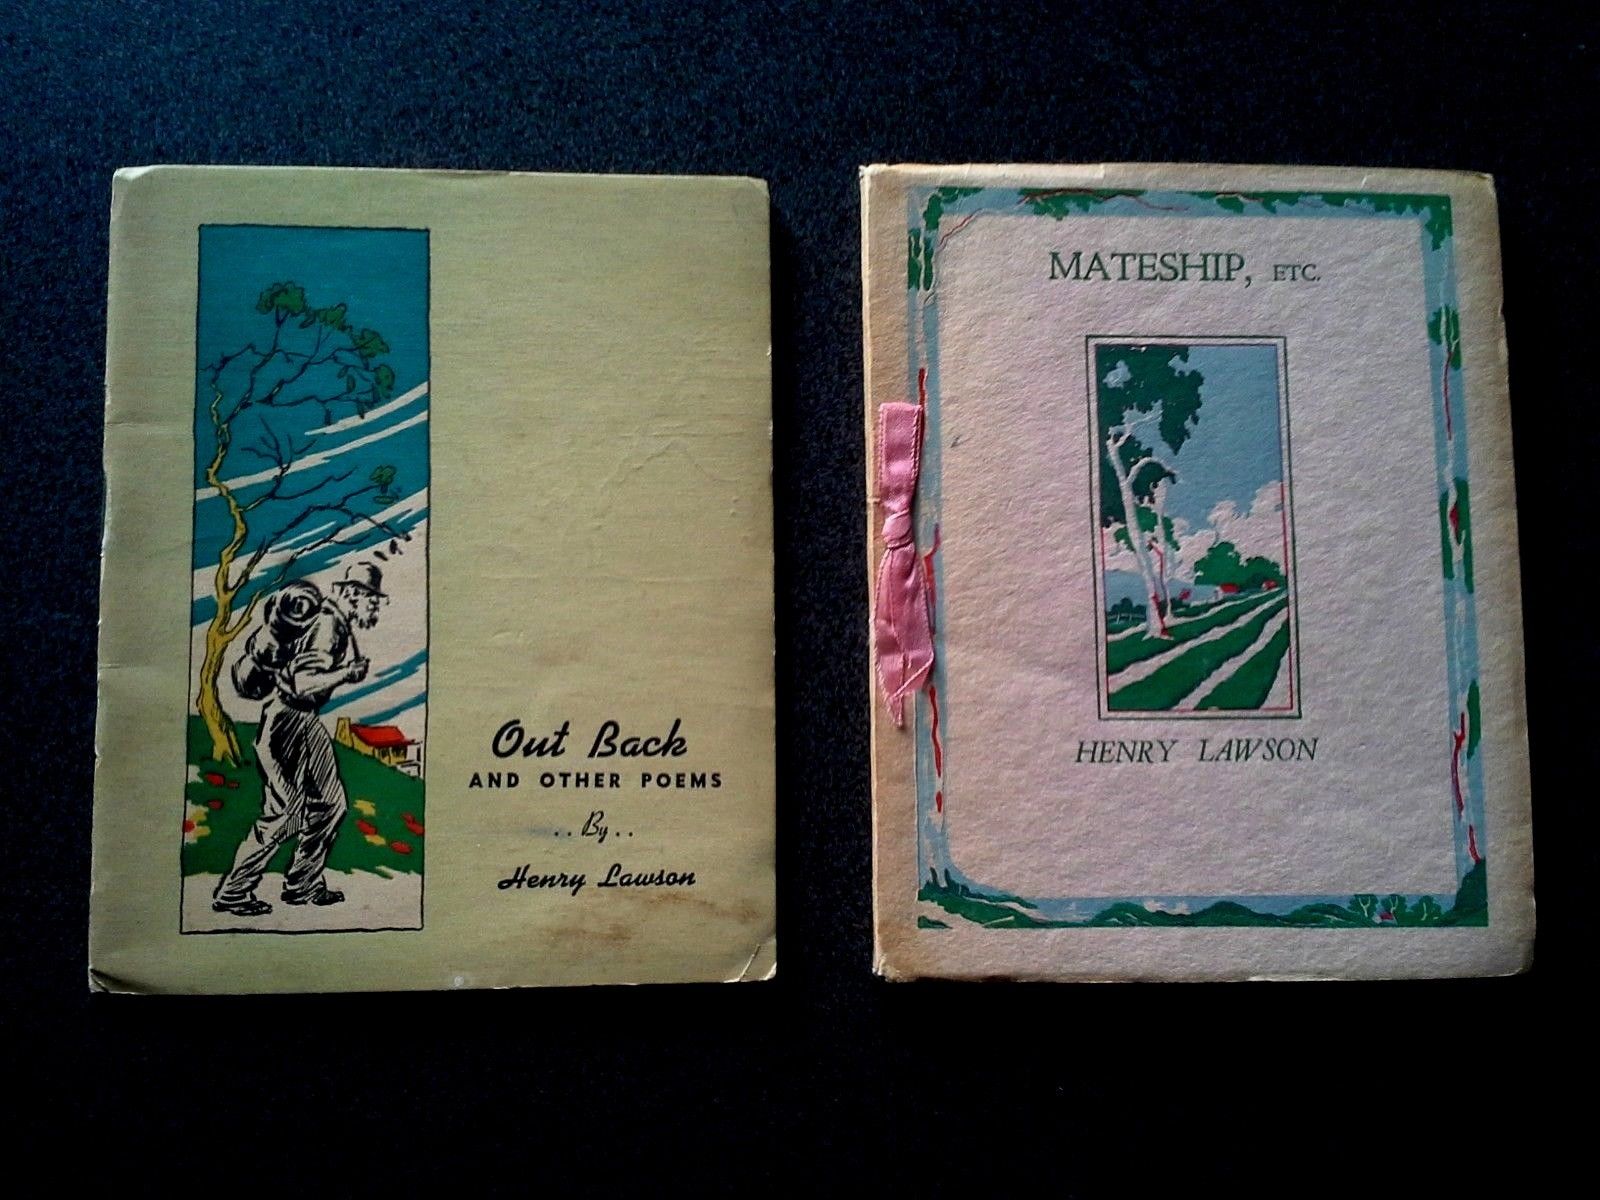 Out Back
AND OTHER POEMS
.. By ..
Henry Lawson
MATESHIP, ETC.
HENRY LAWSON